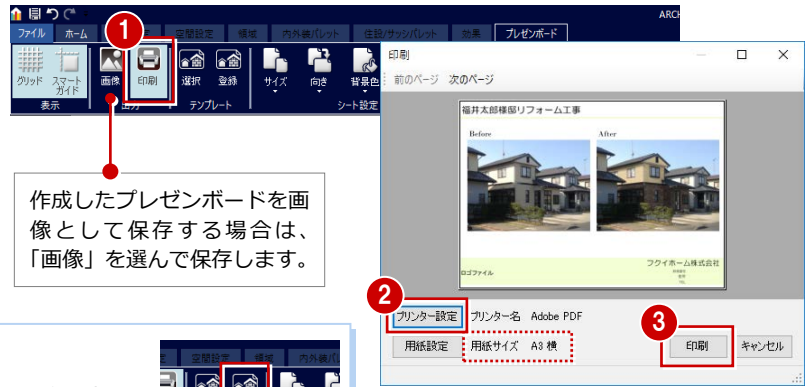 ARCH
ファイル ホーム 空間設定 領域 内外装パレット 住設/サッシパレット 効果 プレゼンボード
グリッド スマートガイド 画像 印刷 選択 登録 サイズ 向き 背景色
表示 出力 テンプレート シート設定
1
作成したプレゼンボードを画
像として保存する場合は、
「画像」を選んで保存します。
印刷
前のページ 次のページ
福井太郎様邸リフォーム工事
Before After
フクイホーム株式会社
ロゴファイル
2
プリンター設定 プリンター名 Adobe PDF
3
用紙設定 用紙サイズ A3 横 印刷 キャンセル
空間設定 領域 内外装パレ